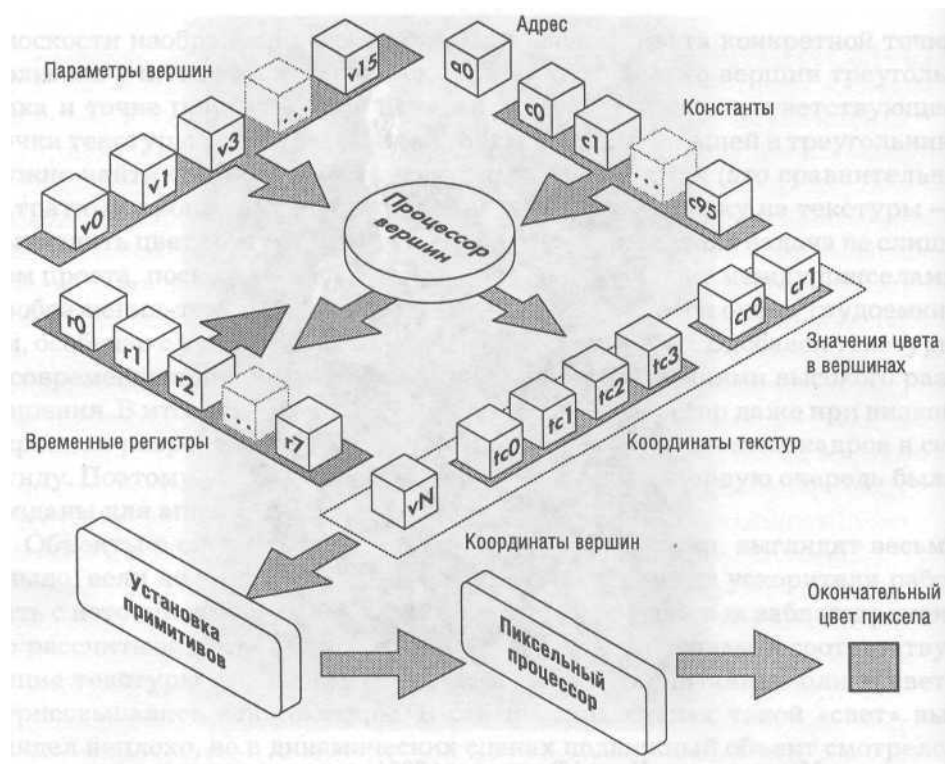 Адрес
Параметры вершин
v15
a0
...
c0
Константы
v3
c1
v1
...
v0
c95
Процессор
вершин
r0
cr1
cr0
r1
tc3
Значения цвета
в вершинах
r2
tc2
...
tc1
Временные регистры
r7
tc0
Координаты текстур
vN
Координаты вершин
Установка
примитивов
Пиксельный
процессор
Окончательный
цвет пиксела